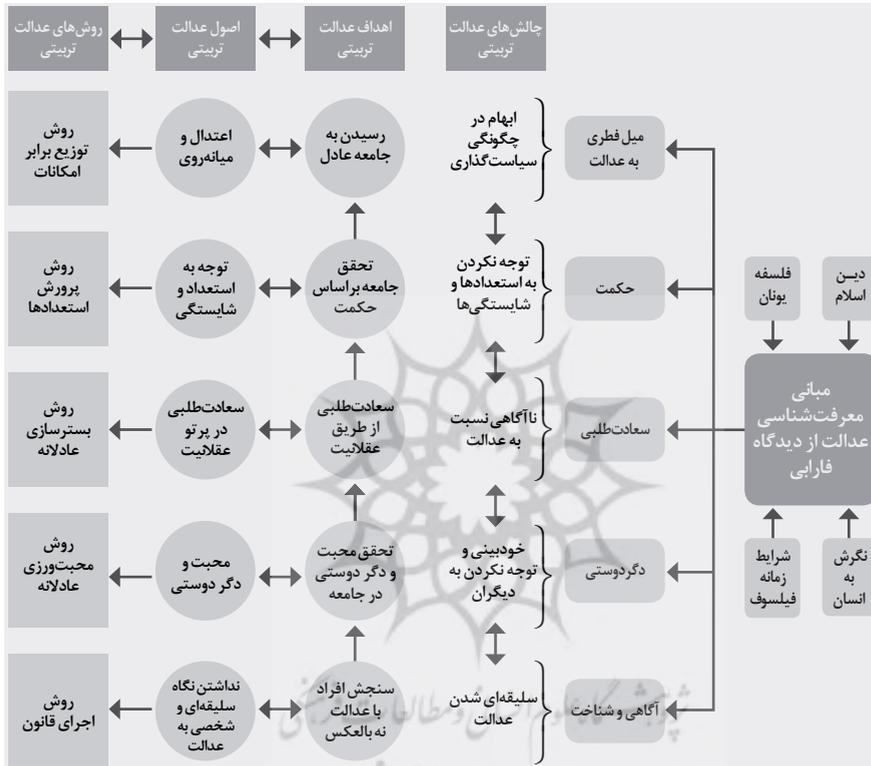 چالش‌های عدالت
تربیتی
اهداف عدالت
تربیتی
اصول عدالت
تربیتی
روش‌های عدالت
تربیتی
دیـن
اسلام
فلسفه
یونان
مبانی
معرفت‌شناسی
عدالت از دیدگاه
فارابی
نگرش
به
انسان
شرایط
زمانه
فیلسوف
میل فطری
به عدالت
ابهام در
چگونگی
سیاست‌گذاری
رسیدن به
جامعه عادل
اعتدال و
میانه‌روی
روش
توزیع برابر
امکانات
حکمت
توجه نکردن
به استعدادها و
شایستگی‌ها
تحقق
جامعه براساس
حکمت
توجه به
استعداد و
شایستگی
روش
پرورش
استعدادها
سعادت‌طلبی
ناآگاهی نسبت
به عدالت
سعادت‌طلبی
از طریق
عقلانیت
سعادت‌طلبی
در پرتو
عقلانیت
روش
بسترسازی
عادلانه
دگردوستی
خودبینی و
توجه نکردن به
دیگران
تحقق محبت
و دگر دوستی
در جامعه
محبت و
دگر دوستی
روش
محبت‌ورزی
عادلانه
آگاهی و شناخت
سلیقه‌ای شدن
عدالت
سنجش افراد
با عدالت
نه بالعکس
نداشتن نگاه
سلیقه‌ای و
شخصی به
عدالت
روش
اجرای قانون
پژوهشگاه علوم انسانی و مطالعات فرهنگی